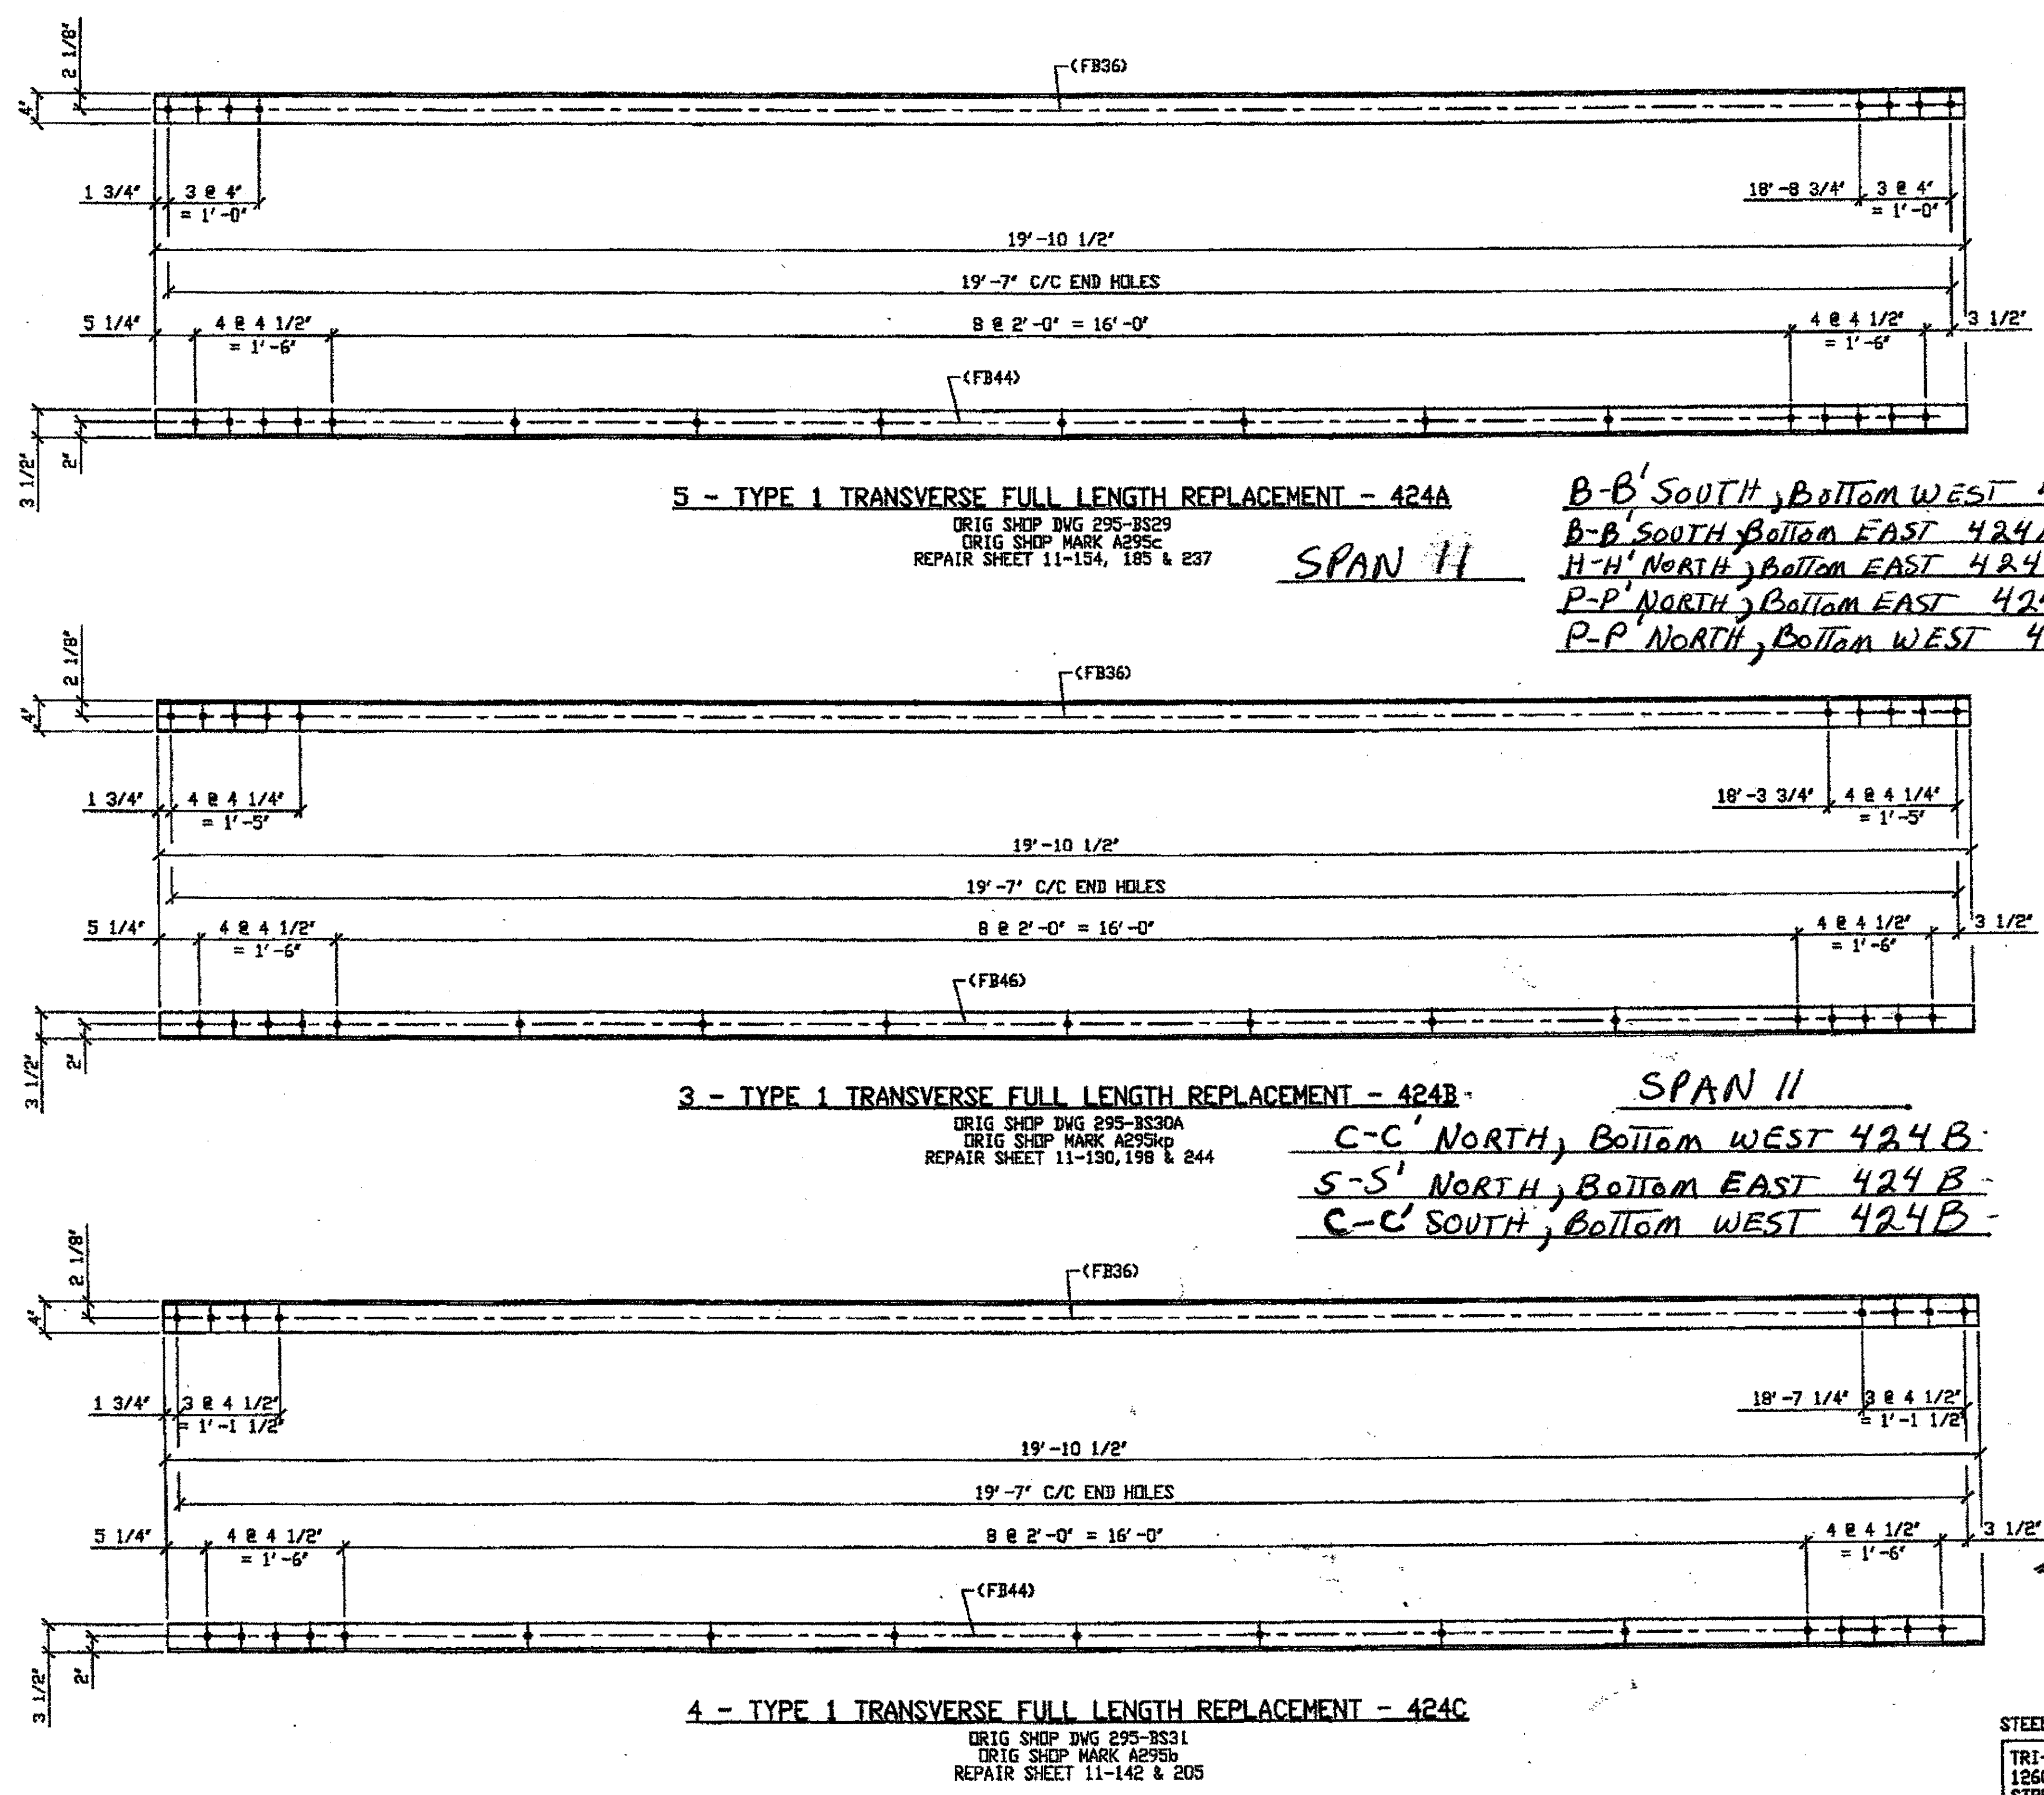 2 1/8"
(FB36)
4"
1 3/4" 3 @ 4" 18'-8 3/4" 3 @ 4"
= 1'-0" = 1'-0"
19'-10 1/2"
19'-7" C/C END HOLES
5 1/4" 4 @ 4 1/2" 8 @ 2'-0" = 16'-0" 4 @ 4 1/2" 3 1/2"
= 1'-6" = 1'-6"
(FB44)
3 1/2" 2"
5 - TYPE 1 TRANSVERSE FULL LENGTH REPLACEMENT - 424A
ORIG SHOP DWG 295-BS29
ORIG SHOP MARK A295c
REPAIR SHEET 11-154, 185 & 237
SPAN 11
B-B' SOUTH, BOTTOM WEST
B-B' SOUTH, BOTTOM EAST 424
H-H' NORTH, BOTTOM EAST 424
P-P' NORTH, BOTTOM EAST 42
P-P' NORTH, BOTTOM WEST 4
2 1/8"
(FB36)
4"
1 3/4" 4 @ 4 1/4" 18'-3 3/4" 4 @ 4 1/4"
= 1'-5" = 1'-5"
19'-10 1/2"
19'-7" C/C END HOLES
5 1/4" 4 @ 4 1/2" 8 @ 2'-0" = 16'-0" 4 @ 4 1/2" 3 1/2"
= 1'-6" = 1'-6"
(FB46)
3 1/2" 2"
3 - TYPE 1 TRANSVERSE FULL LENGTH REPLACEMENT - 424B
ORIG SHOP DWG 295-BS30A
ORIG SHOP MARK A295kp
REPAIR SHEET 11-130,198 & 244
SPAN 11
C-C' NORTH, BOTTOM WEST 424B
S-S' NORTH, BOTTOM EAST 424B
C-C' SOUTH, BOTTOM WEST 424B
2 1/8"
(FB36)
4"
1 3/4" 3 @ 4 1/2" 18'-7 1/4" 3 @ 4 1/2"
= 1'-1 1/2" = 1'-1 1/2"
19'-10 1/2"
19'-7" C/C END HOLES
5 1/4" 4 @ 4 1/2" 8 @ 2'-0" = 16'-0" 4 @ 4 1/2" 3 1/2"
= 1'-6" = 1'-6"
(FB44)
3 1/2" 2"
4 - TYPE 1 TRANSVERSE FULL LENGTH REPLACEMENT - 424C
ORIG SHOP DWG 295-BS31
ORIG SHOP MARK A295b
REPAIR SHEET 11-142 & 205
STEEL
TRI-
126